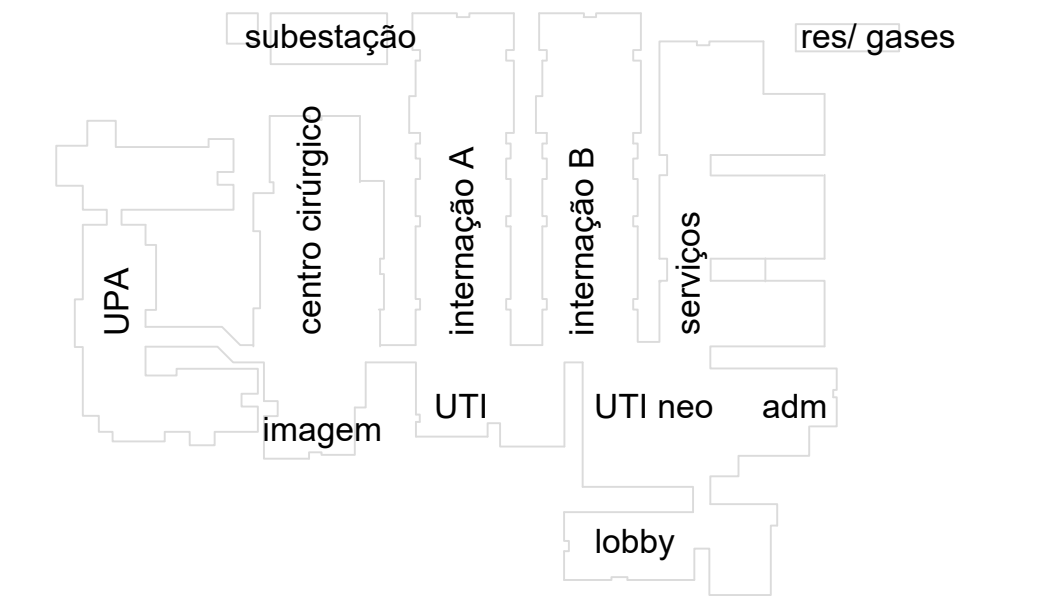 subestação
res/ gases
UPA
centro cirúrgico
internação A
internação B
serviços
UTI
UTI neo
adm
imagem
lobby